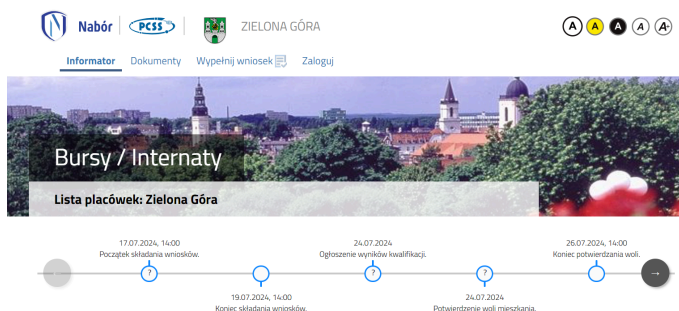 Nabór PCSS ZIELONA GÓRA A A A A A+
Informator Dokumenty Wypełnij wniosek Zaloguj
Bursy / Internaty
Lista placówek: Zielona Góra
17.07.2024, 14:00
Początek składania wniosków.
?
19.07.2024, 14:00
Koniec składania wniosków.
24.07.2024
Ogłoszenie wyników kwalifikacji.
?
?
24.07.2024
Potwierdzenie woli mieszkania.
26.07.2024, 14:00
Koniec potwierdzania woli.